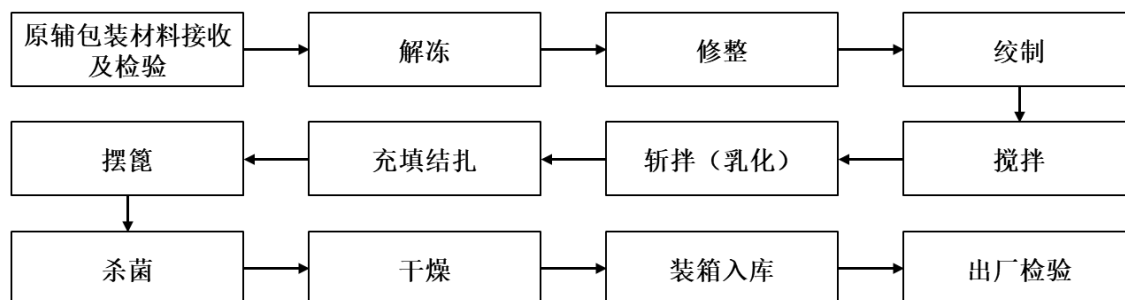 原辅包装材料接收
及检验
解冻
修整
绞制
搅拌
斩拌（乳化）
充填结扎
摆篦
杀菌
干燥
装箱入库
出厂检验